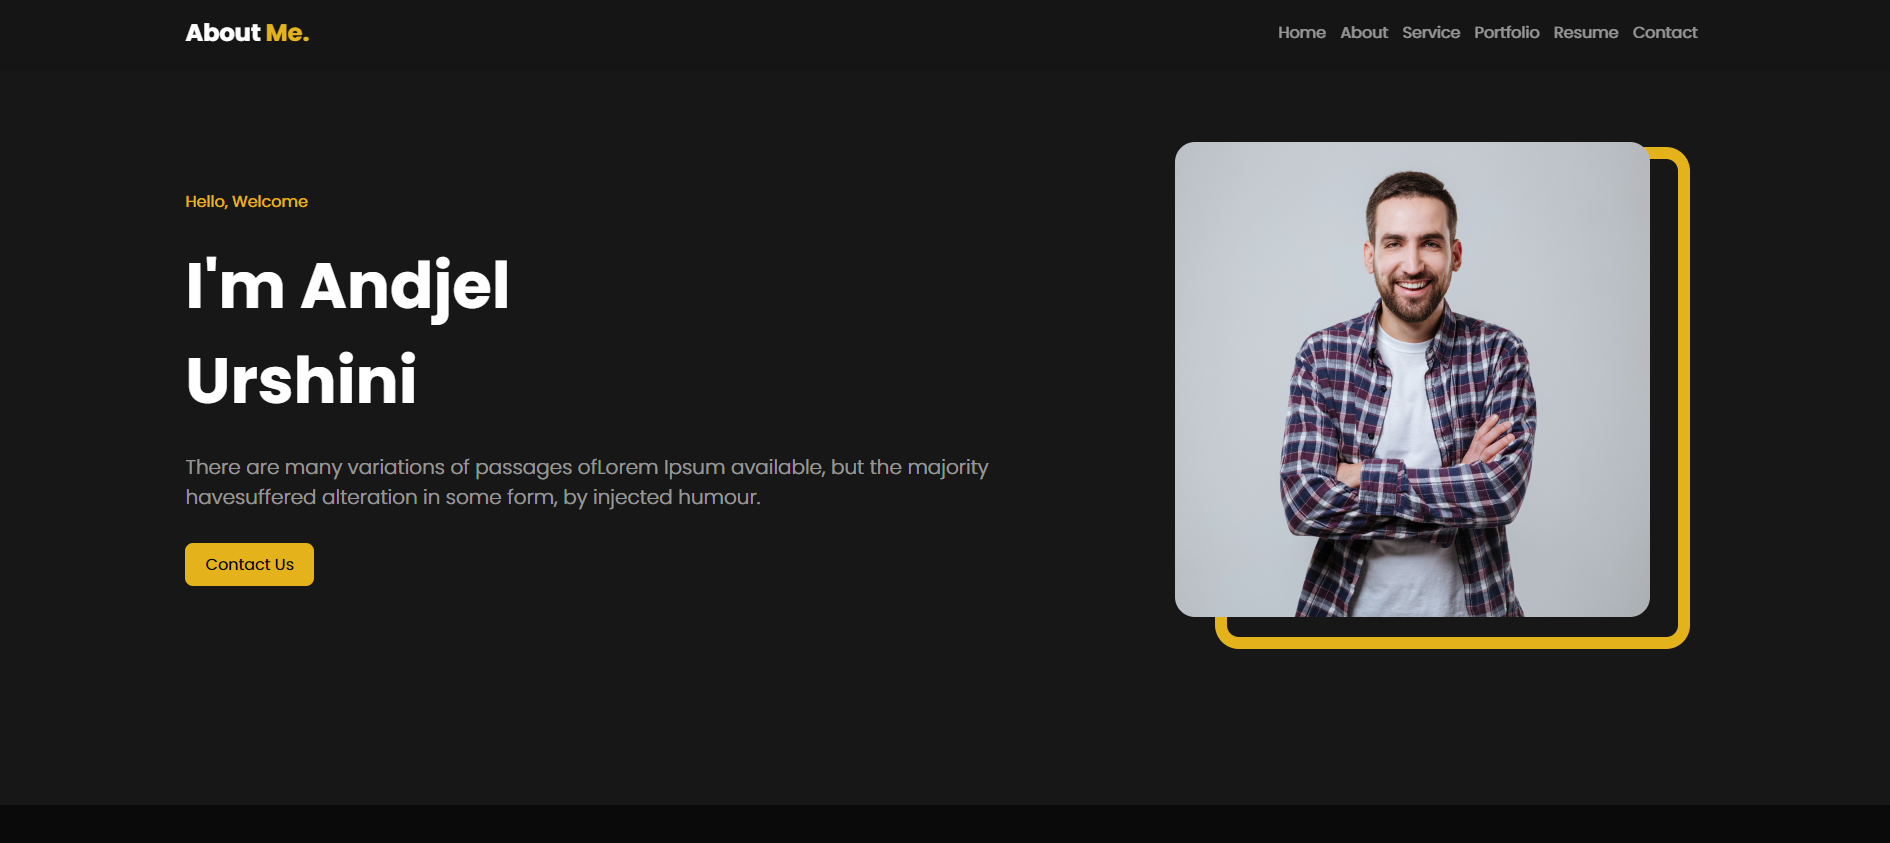 About Me.
Home About Service Portfolio Resume Contact
Hello, Welcome
I'm Andjel
Urshini
There are many variations of passages ofLorem Ipsum available, but the majority
havesuffered alteration in some form, by injected humour.
Contact Us